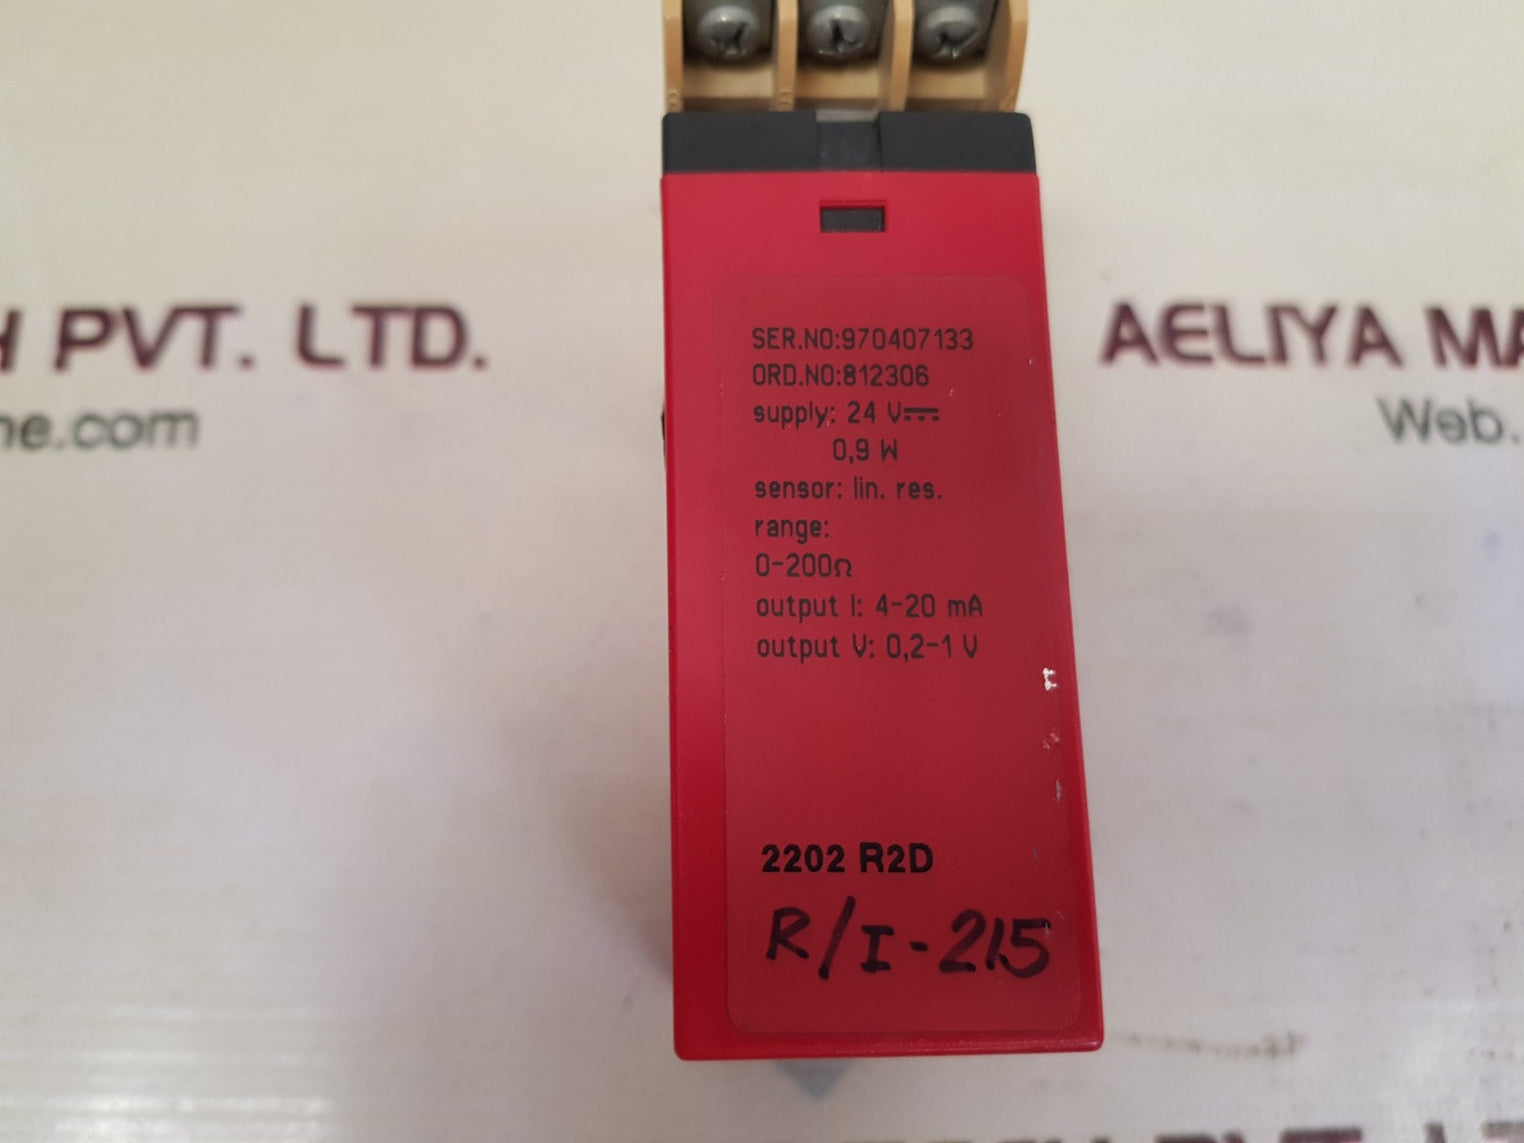 H PVT. LTD.
ne.com
AELIYA MA
Web.
SER.NO:970407133
ORD.NO:812306
supply: 24 V⎓
0,9 W
sensor: lin. res.
range:
0-200Ω
output I: 4-20 mA
output V: 0,2-1 V
2202 R2D
R/I-215